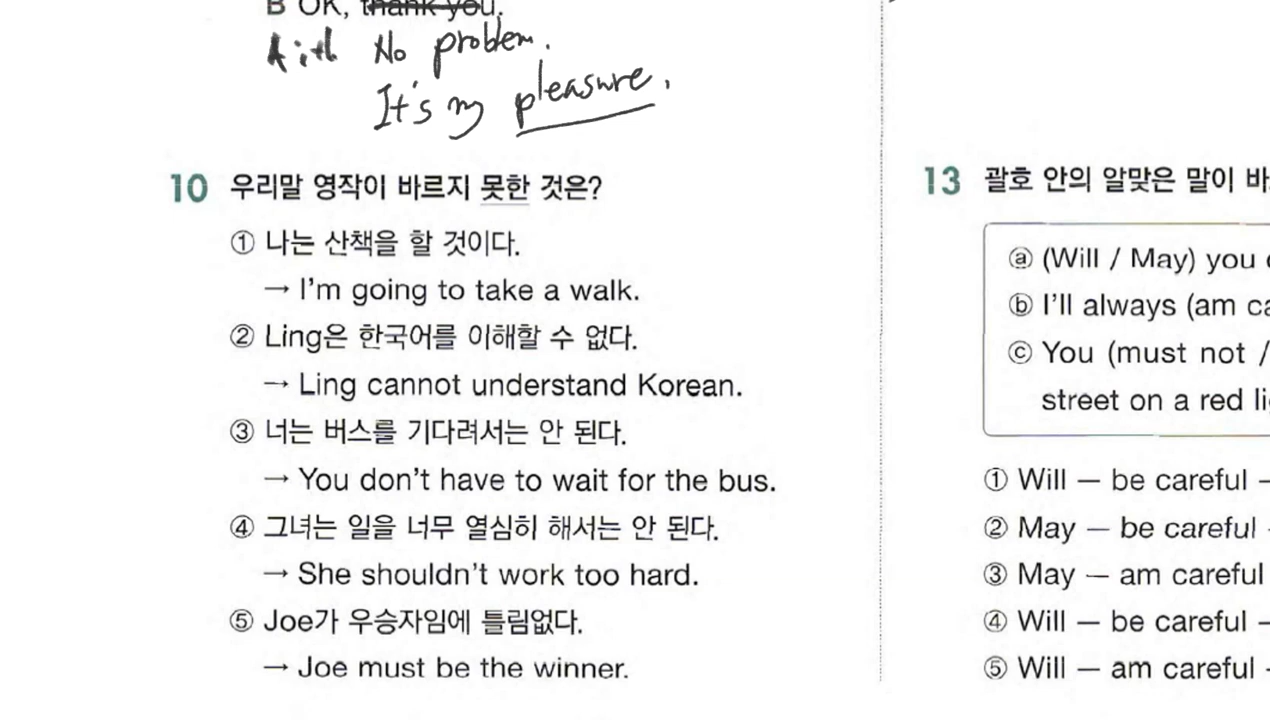 B OK, thank you.
No problem.
It's my pleasure.
10 우리말 영작이 바르지 못한 것은?
① 나는 산책을 할 것이다.
→ I'm going to take a walk.
② Ling은 한국어를 이해할 수 없다.
→ Ling cannot understand Korean.
③ 너는 버스를 기다려서는 안 된다.
→ You don't have to wait for the bus.
④ 그녀는 일을 너무 열심히 해서는 안 된다.
→ She shouldn't work too hard.
⑤ Joe가 우승자임에 틀림없다.
→ Joe must be the winner.
13 괄호 안의 알맞은 말이 바
ⓐ (Will / May) you
ⓑ I'll always (am ca
ⓒ You (must not /
street on a red li
① Will — be careful —
② May — be careful
③ May — am careful
④ Will — be careful —
⑤ Will — am careful